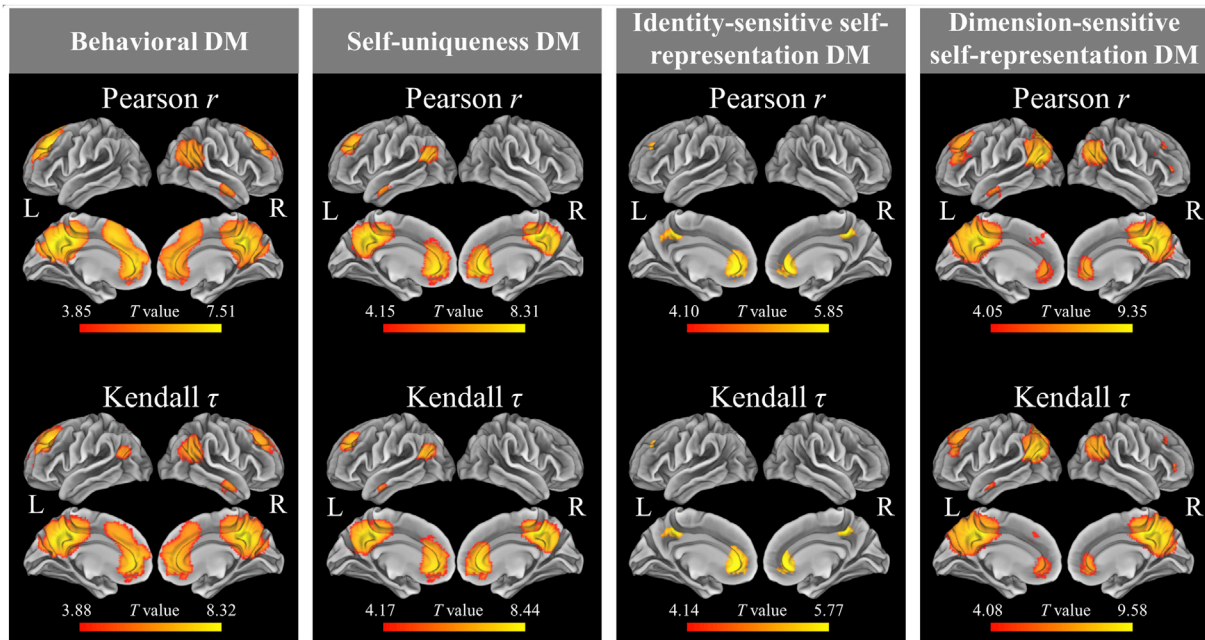 Behavioral DM
Self-uniqueness DM
Identity-sensitive self-
representation DM
Dimension-sensitive
self-representation DM
Pearson r
Pearson r
Pearson r
Pearson r
L R
L R
L R
L R
3.85 T value 7.51
4.15 T value 8.31
4.10 T value 5.85
4.05 T value 9.35
Kendall τ
Kendall τ
Kendall τ
Kendall τ
L R
L R
L R
L R
3.88 T value 8.32
4.17 T value 8.44
4.14 T value 5.77
4.08 T value 9.58